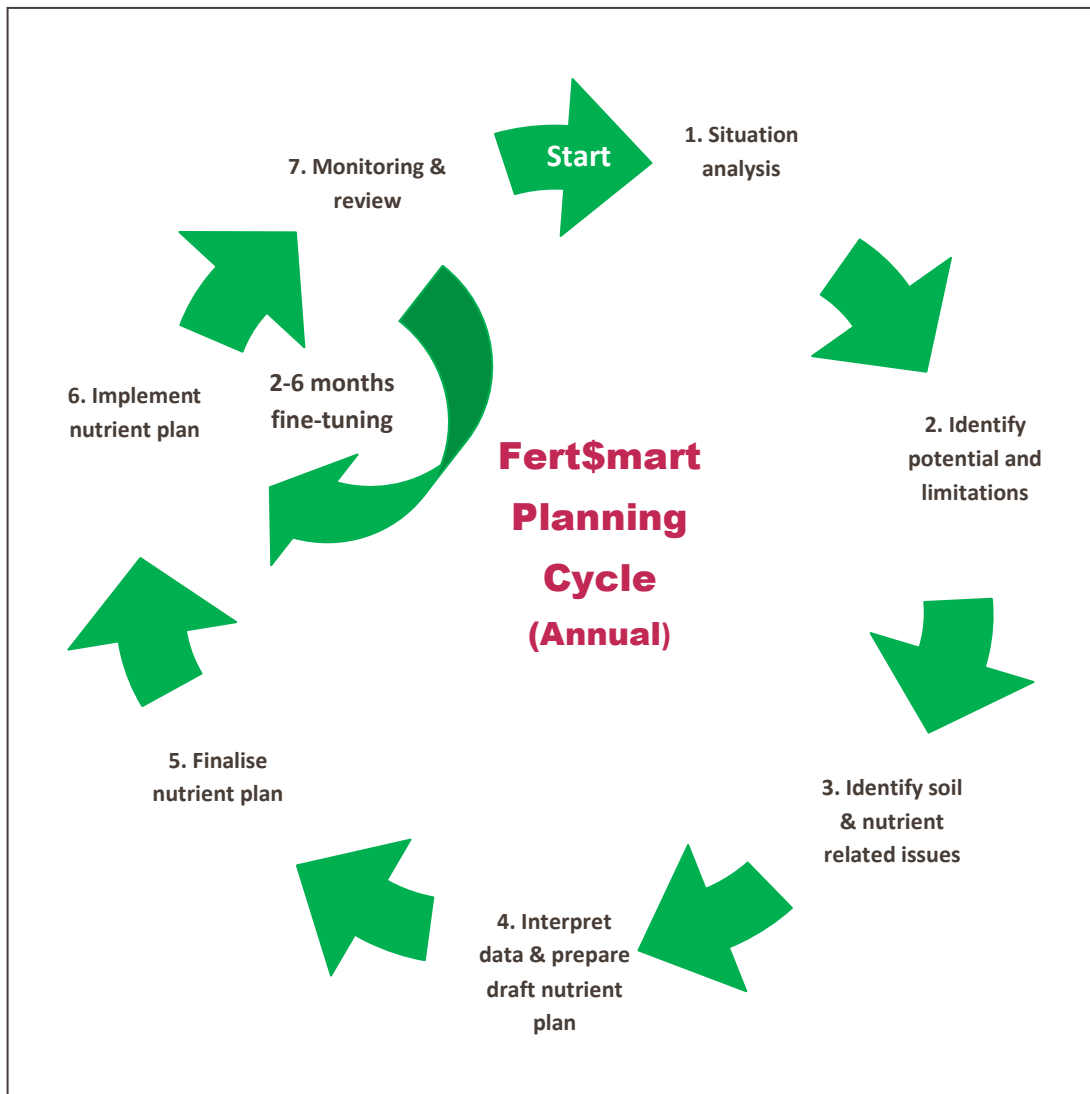 Start
1. Situation
analysis
2. Identify
potential and
limitations
3. Identify soil
& nutrient
related issues
4. Interpret
data & prepare
draft nutrient
plan
5. Finalise
nutrient plan
6. Implement
nutrient plan
7. Monitoring &
review
2-6 months
fine-tuning
Fert$mart
Planning
Cycle
(Annual)